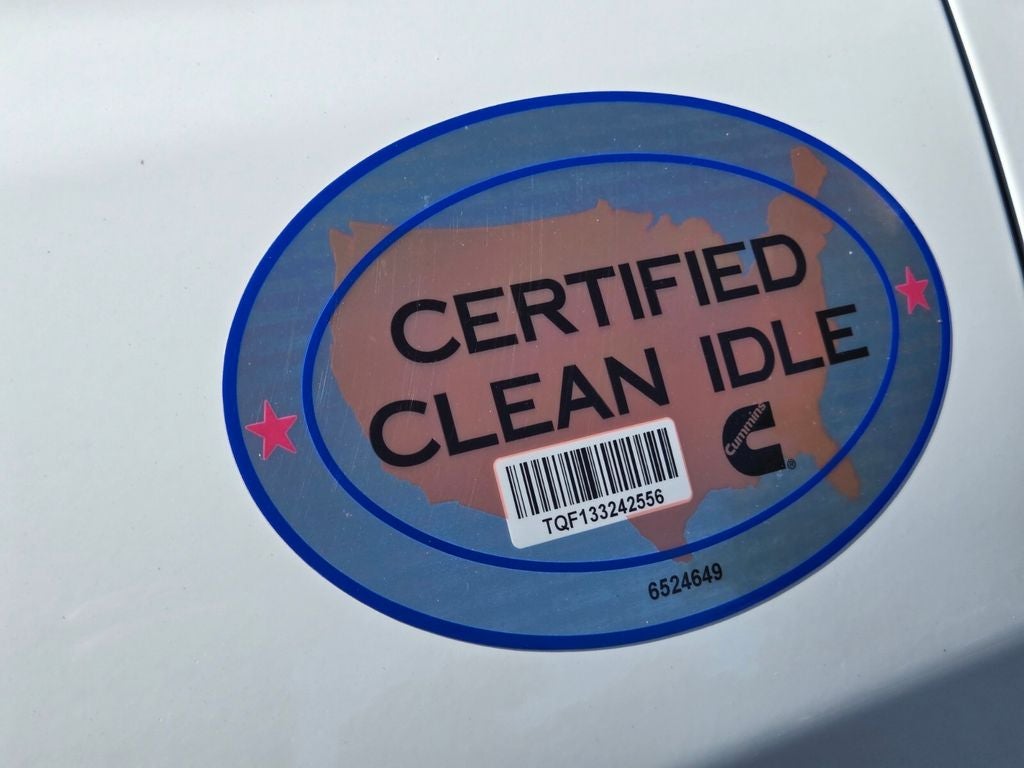 CERTIFIED
CLEAN IDLE
Cummins
®
TQF133242556
6524649